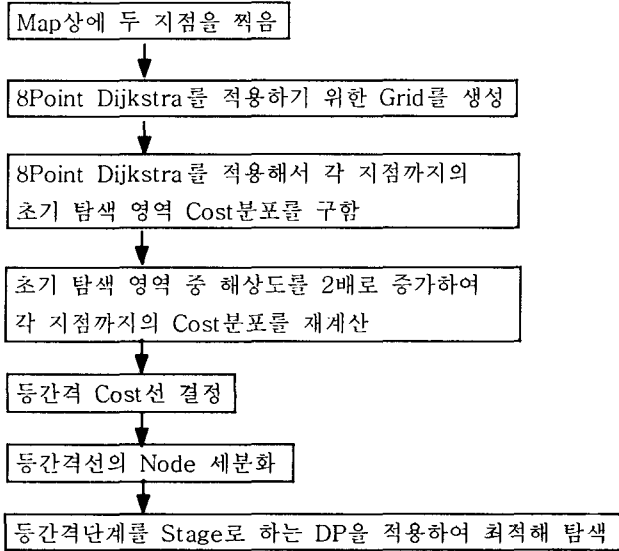 Map상에 두 지점을 찍음
8Point Dijkstra를 적용하기 위한 Grid를 생성
8Point Dijkstra를 적용해서 각 지점까지의
초기 탐색 영역 Cost분포를 구함
초기 탐색 영역 중 해상도를 2배로 증가하여
각 지점까지의 Cost분포를 재계산
등간격 Cost선 결정
등간격선의 Node 세분화
등간격단계를 Stage로 하는 DP을 적용하여 최적해 탐색